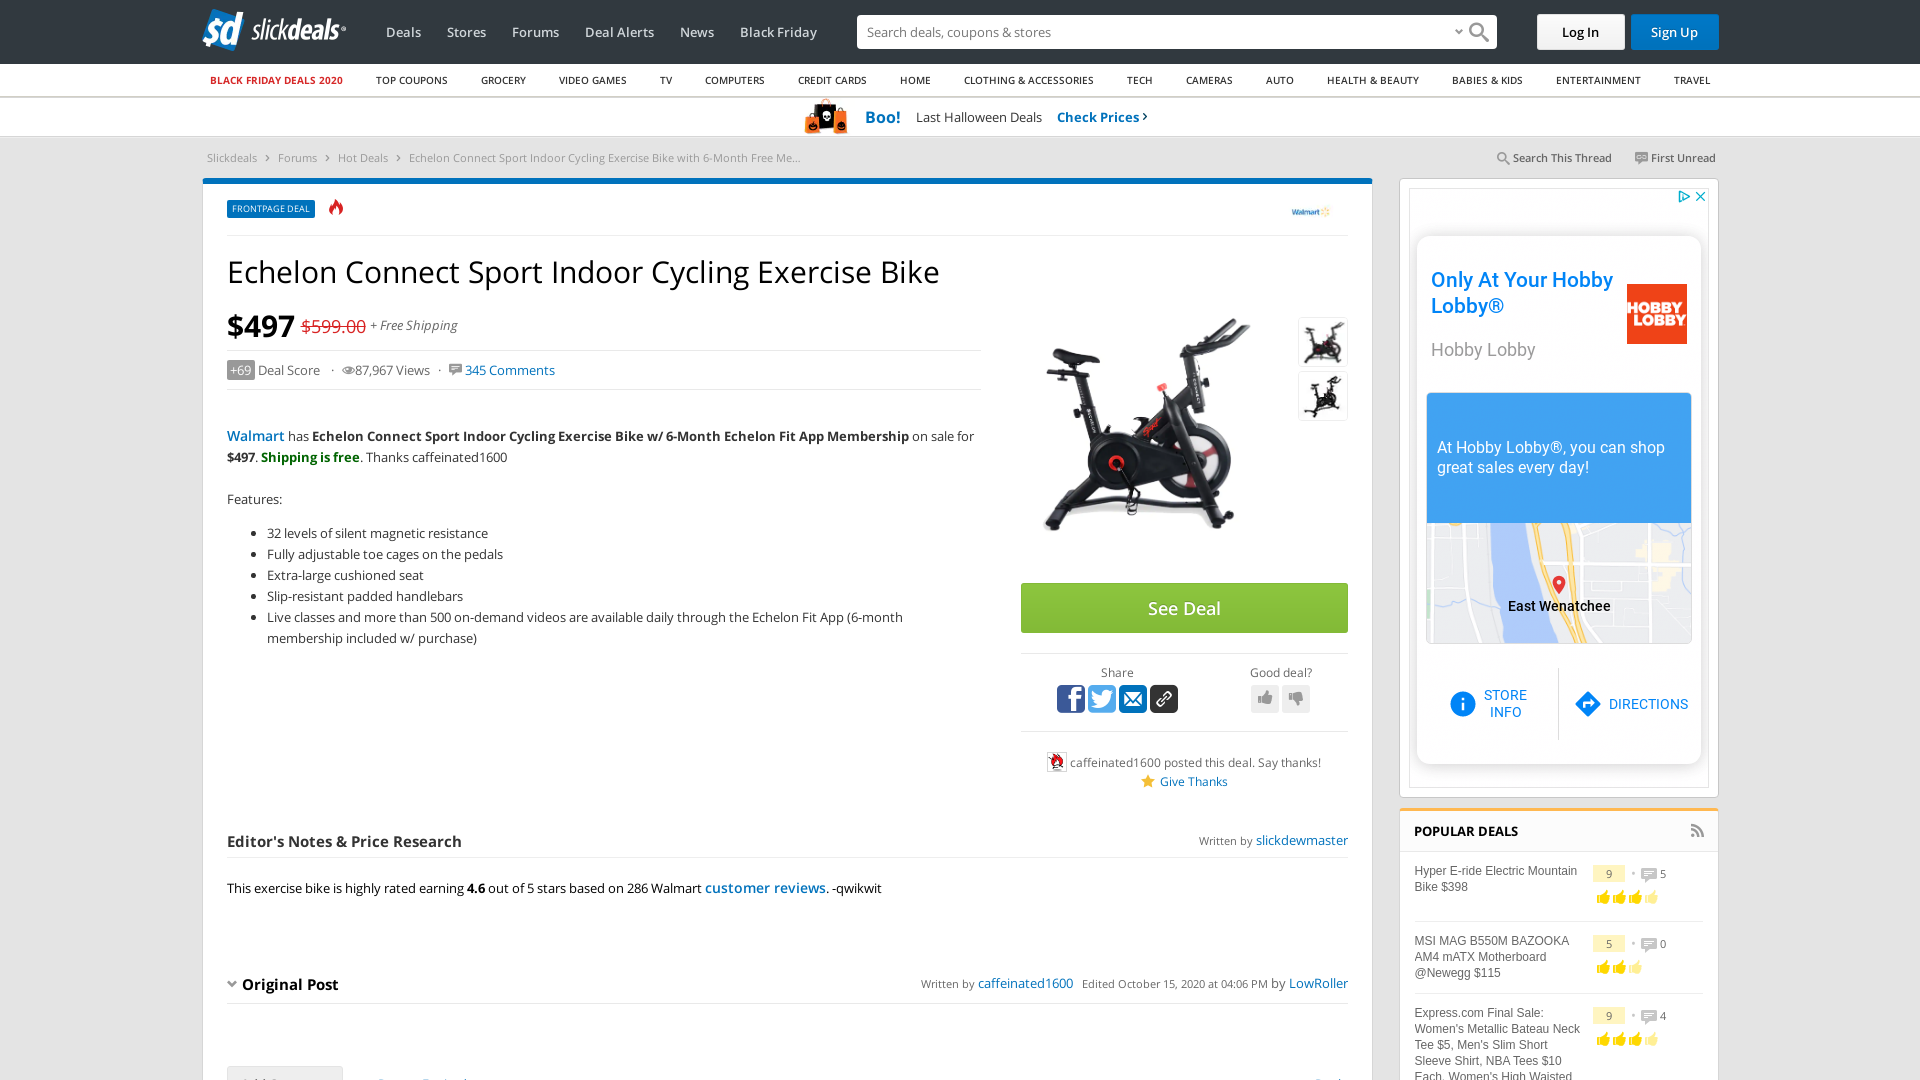 slickdeals
Deals
Stores
Forums
Deal Alerts
News
Black Friday
Search deals, coupons & shopping
Log In
Sign Up
BLACK FRIDAY DEALS 2020
TOP COUPONS
GROCERY
VIDEO GAMES
TV
COMPUTERS
CREDIT CARDS
HOME
CLOTHING & ACCESSORIES
TECH
CAMERAS
AUTO
HEALTH & BEAUTY
BABIES & KIDS
ENTERTAINMENT
TRAVEL
Boo! Last Halloween Deals Check Prices
Slickdeals > Forums > Hot Deals > Echelon Connect Sport Indoor Cycling Exercise Bike with 6-Month Free Me...
Search This Thread
First Unread
FRONTPAGE DEAL
Walmart
Echelon Connect Sport Indoor Cycling Exercise Bike
$497 $599.00 + Free Shipping
+69 Deal Score · 87,967 Views · 345 Comments
Walmart has Echelon Connect Sport Indoor Cycling Exercise Bike w/ 6-Month Echelon Fit App Membership on sale for
$497. Shipping is free. Thanks caffeinated1600
Features:
32 levels of silent magnetic resistance
Fully adjustable toe cages on the pedals
Extra-large cushioned seat
Slip-resistant padded handlebars
Live classes and more than 500 on-demand videos are available daily through the Echelon Fit App (6-month
membership included w/ purchase)
See Deal
Share
Good deal?
caffeinated1600 posted this deal. Say thanks!
Give Thanks
Editor's Notes & Price Research
Written by slickdewmaster
This exercise bike is highly rated earning 4.6 out of 5 stars based on 286 Walmart customer reviews. -qwikwit
Original Post
Written by caffeinated1600 Edited October 15, 2020 at 04:06 PM by LowRoller
Only At Your Hobby
Lobby®
Hobby Lobby
HOBBY
LOBBY
At Hobby Lobby®, you can shop
great sales every day!
East Wenatchee
STORE
INFO
DIRECTIONS
POPULAR DEALS
Hyper E-ride Electric Mountain
Bike $398
9 · 5
MSI MAG B550M BAZOOKA
AM4 mATX Motherboard
@Newegg $115
5 · 0
Express.com Final Sale:
Women's Metallic Bateau Neck
Tee $5, Men's Slim Short
Sleeve Shirt, NBA Tees $10
Each, Women's High Waisted
9 · 4